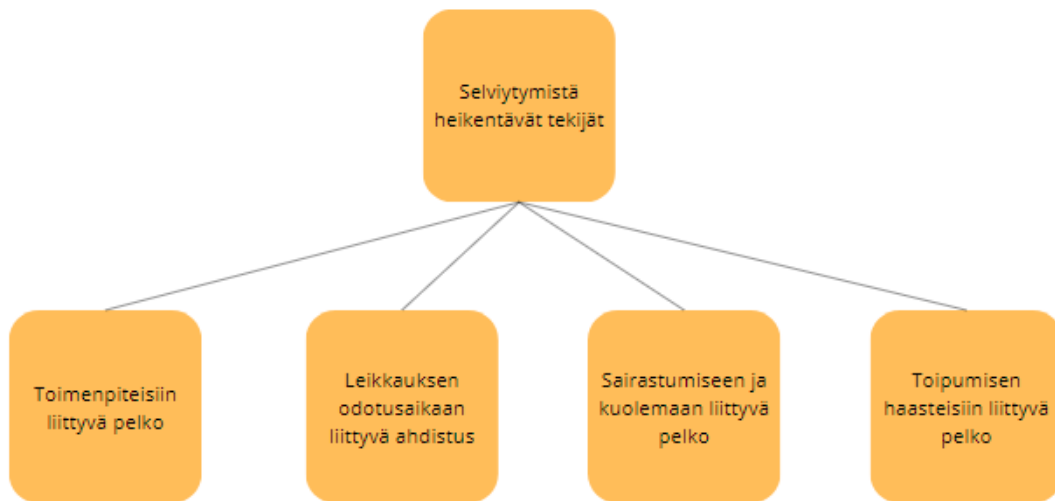 Selviytymistä
heikentävät tekijät
Toimenpiteisiin
liittyvä pelko
Leikkauksen
odotusaikaan
liittyvä ahdistus
Sairastumiseen ja
kuolemaan liittyvä
pelko
Toipumisen
haasteisiin liittyvä
pelko